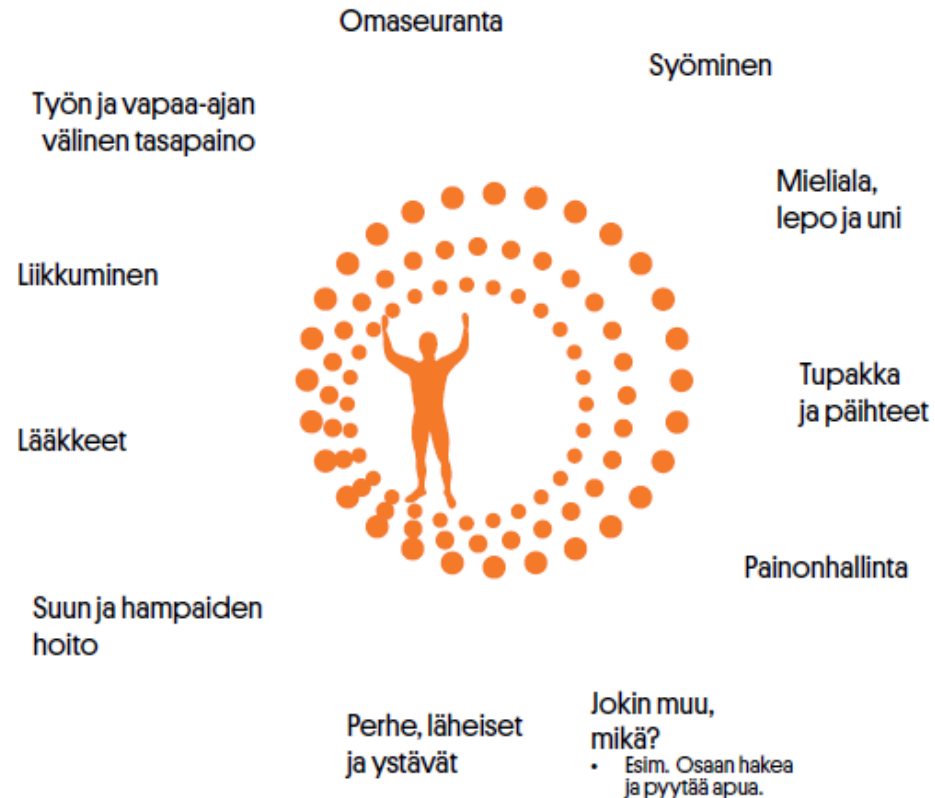 Omaseuranta
Syöminen
Työn ja vapaa-ajan
välinen tasapaino
Mieliala,
lepo ja uni
Liikkuminen
Tupakka
ja päihteet
Lääkkeet
Painonhallinta
Suun ja hampaiden
hoito
Perhe, läheiset
ja ystävät
Jokin muu,
mikä?
• Esim. Osaan hakea
ja pyytää apua.